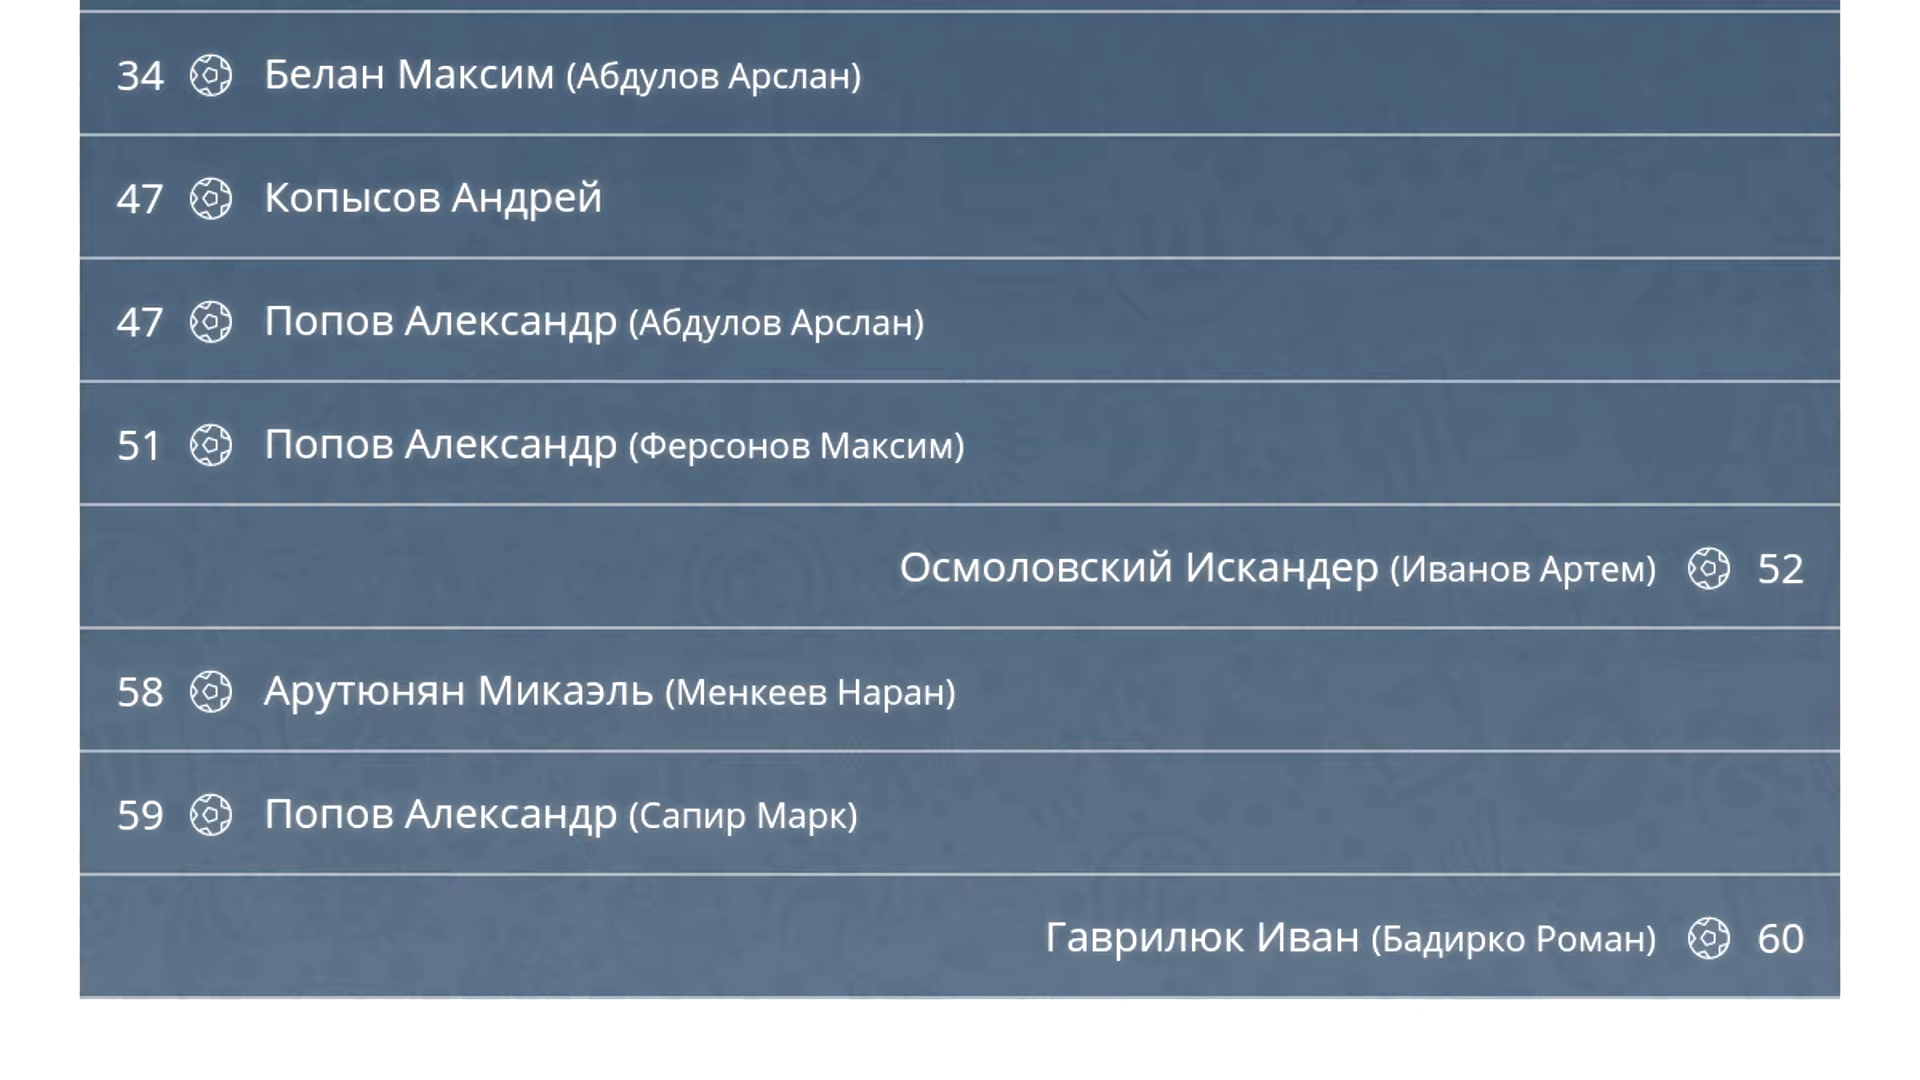 34 Белан Максим (Абдулов Арслан)
47 Копысов Андрей
47 Попов Александр (Абдулов Арслан)
51 Попов Александр (Ферсонов Максим)
Осмоловский Искандер (Иванов Артем) 52
58 Арутюнян Микаэль (Менкеев Наран)
59 Попов Александр (Сапир Марк)
Гаврилюк Иван (Бадирко Роман) 60